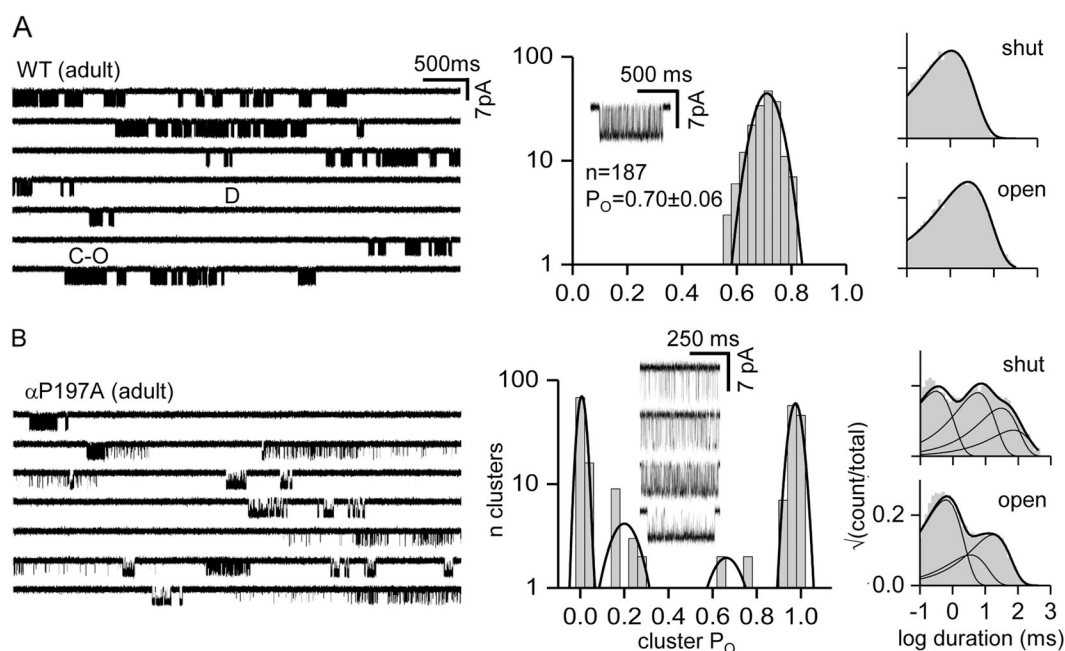 A
WT (adult)
500ms
7pA
D
C-O
100
10
1
500 ms
7pA
n=187
PO=0.70±0.06
0.0 0.2 0.4 0.6 0.8 1.0
shut
open
B
αP197A (adult)
n clusters
100
10
1
250 ms
7 pA
0.0 0.2 0.4 0.6 0.8 1.0
cluster PO
shut
open
√(count/total)
0.2
0.0
-1 0 1 2 3
log duration (ms)